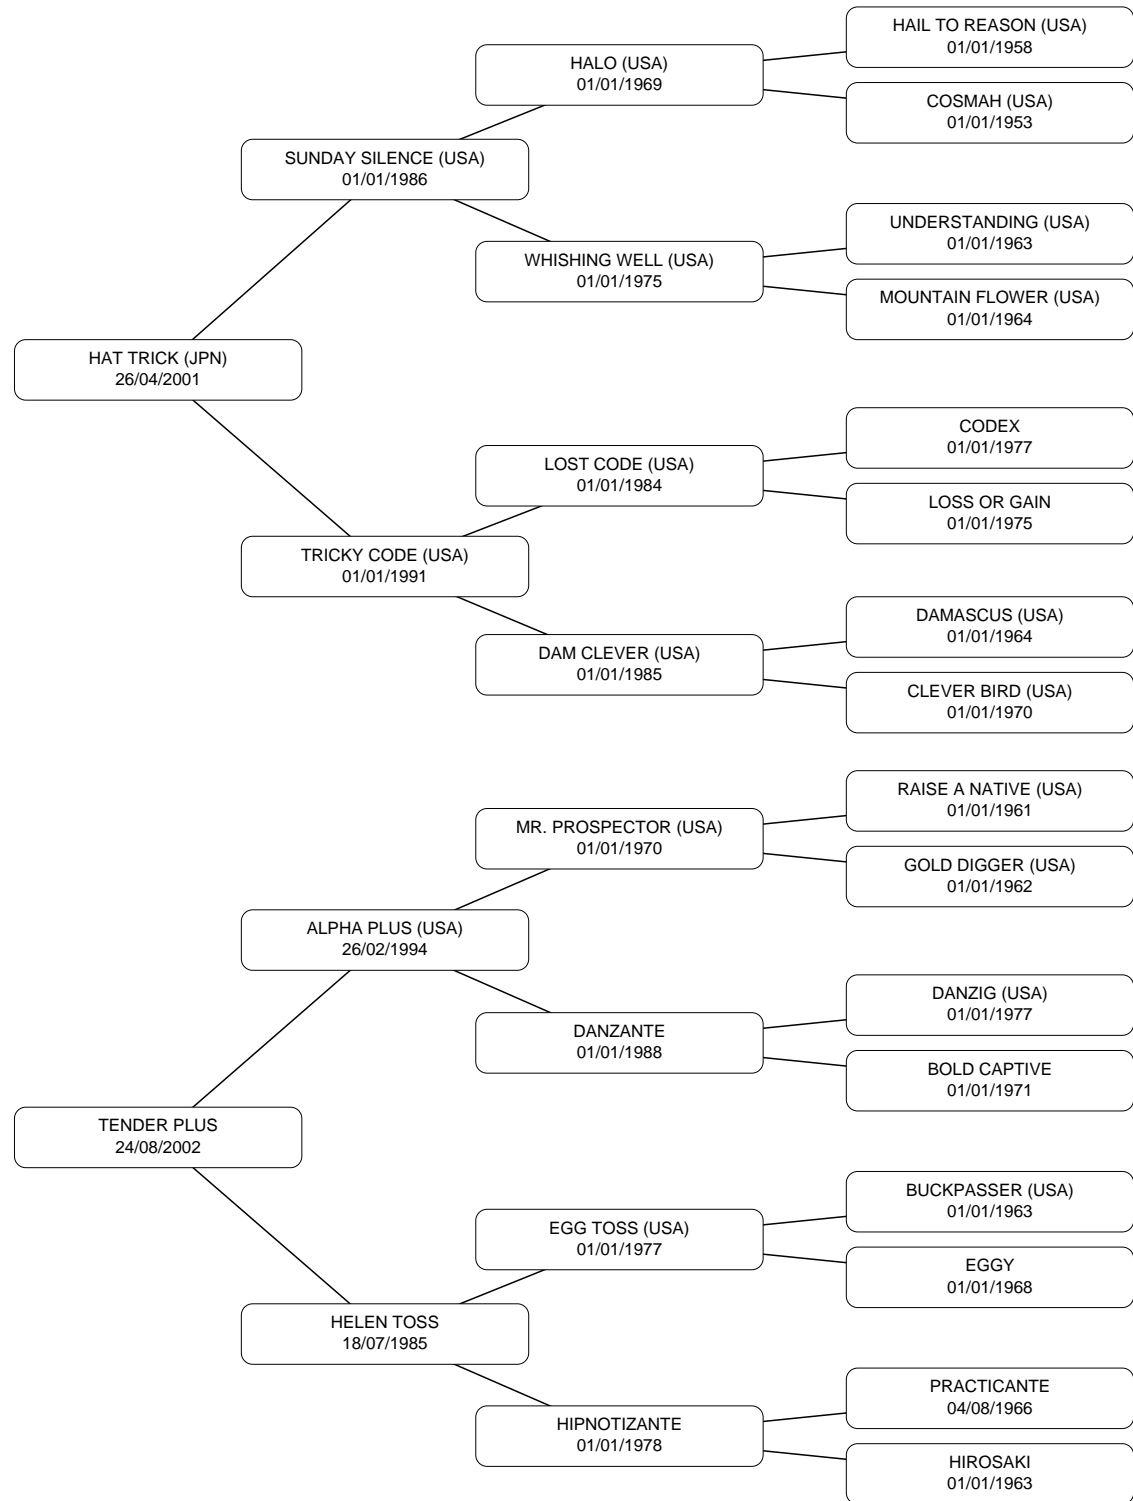 HAIL TO REASON (USA)
01/01/1958
HALO (USA)
01/01/1969
COSMAH (USA)
01/01/1953
SUNDAY SILENCE (USA)
01/01/1986
UNDERSTANDING (USA)
01/01/1963
WHISHING WELL (USA)
01/01/1975
MOUNTAIN FLOWER (USA)
01/01/1964
HAT TRICK (JPN)
26/04/2001
CODEX
01/01/1977
LOST CODE (USA)
01/01/1984
LOSS OR GAIN
01/01/1975
TRICKY CODE (USA)
01/01/1991
DAMASCUS (USA)
01/01/1964
DAM CLEVER (USA)
01/01/1985
CLEVER BIRD (USA)
01/01/1970
RAISE A NATIVE (USA)
01/01/1961
MR. PROSPECTOR (USA)
01/01/1970
GOLD DIGGER (USA)
01/01/1962
ALPHA PLUS (USA)
26/02/1994
DANZIG (USA)
01/01/1977
DANZANTE
01/01/1988
BOLD CAPTIVE
01/01/1971
TENDER PLUS
24/08/2002
BUCKPASSER (USA)
01/01/1963
EGG TOSS (USA)
01/01/1977
EGGY
01/01/1968
HELEN TOSS
18/07/1985
PRACTICANTE
04/08/1966
HIPNOTIZANTE
01/01/1978
HIROSAKI
01/01/1963